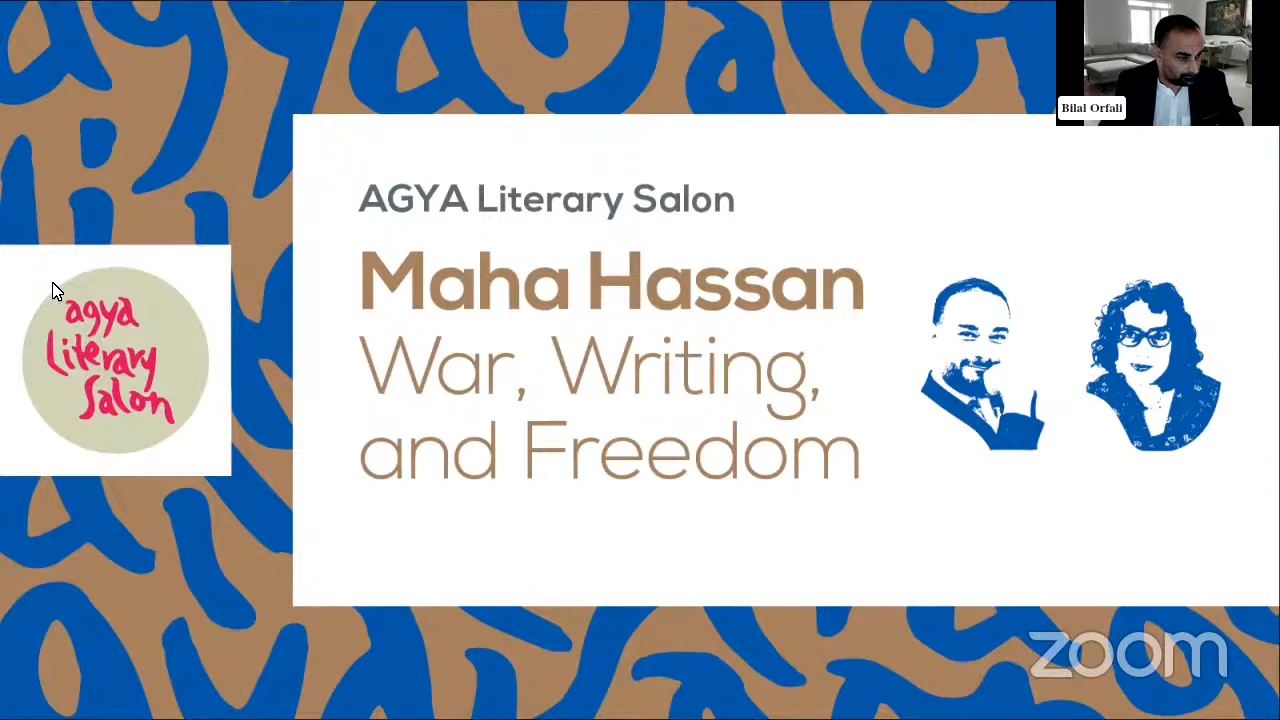 Bilal Orfali
AGYA Literary Salon
Maha Hassan
War, Writing,
and Freedom
agya
Literary
Salon
zoom